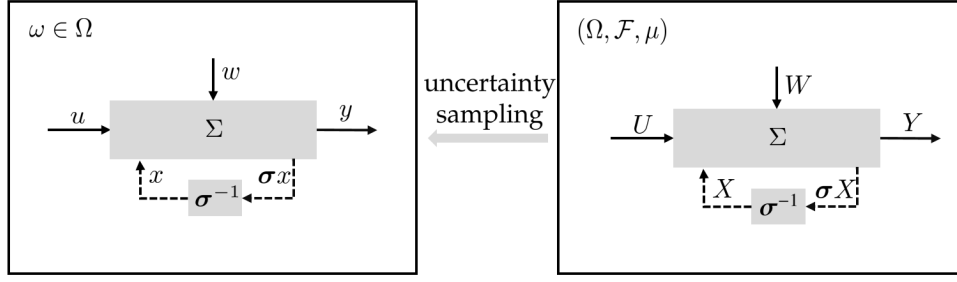 ω ∈ Ω
w
u
Σ
y
x
σx
σ⁻¹
uncertainty
sampling
(Ω, ℱ, μ)
W
U
Σ
Y
X
σX
σ⁻¹